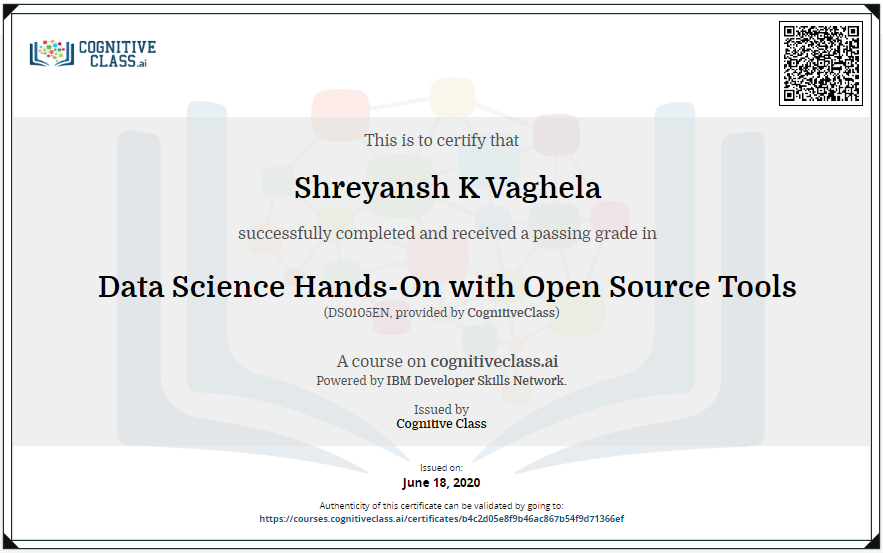 COGNITIVE
CLASS.ai
This is to certify that
Shreyansh K Vaghela
successfully completed and received a passing grade in
Data Science Hands-On with Open Source Tools
(DS0105EN, provided by CognitiveClass)
A course on cognitiveclass.ai
Powered by IBM Developer Skills Network.
Issued by
Cognitive Class
Issued on:
June 18, 2020
Authenticity of this certificate can be validated by going to:
https://courses.cognitiveclass.ai/certificates/b4c2d05e8f9b46ac867b54f9d71366ef